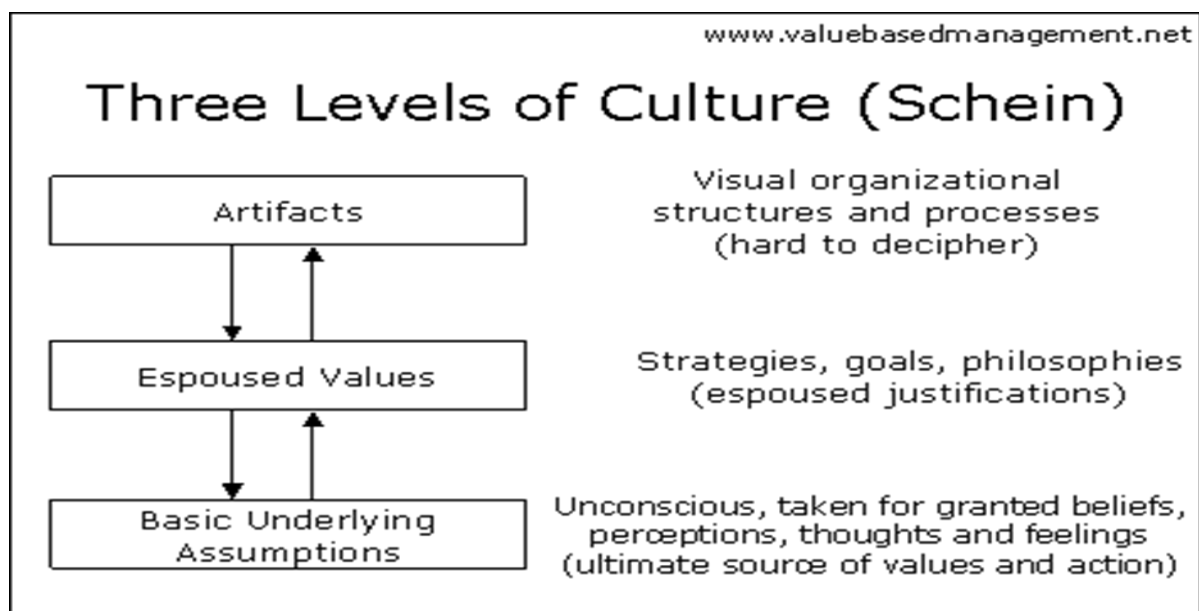 www.valuebasedmanagement.net
Three Levels of Culture (Schein)
Artifacts
Visual organizational
structures and processes
(hard to decipher)
Espoused Values
Strategies, goals, philosophies
(espoused justifications)
Basic Underlying
Assumptions
Unconscious, taken for granted beliefs,
perceptions, thoughts and feelings
(ultimate source of values and action)